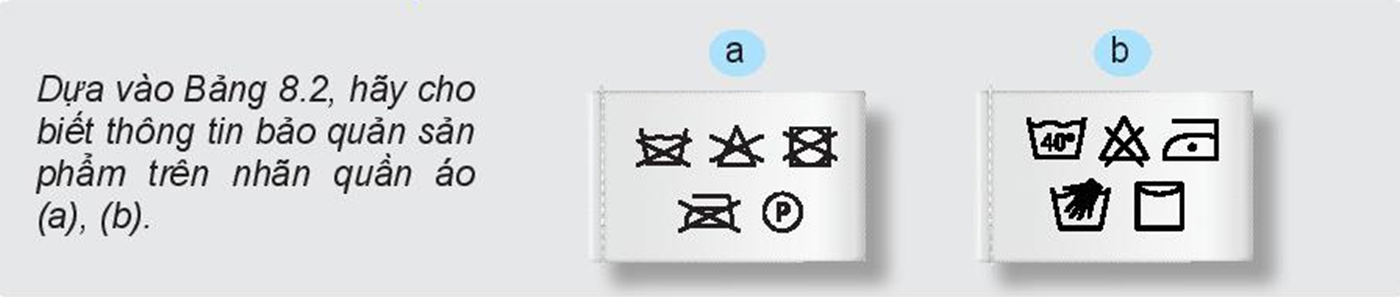 Dựa vào Bảng 8.2, hãy cho
biết thông tin bảo quản sản
phẩm trên nhãn quần áo
(a), (b).
a
b
P
40°